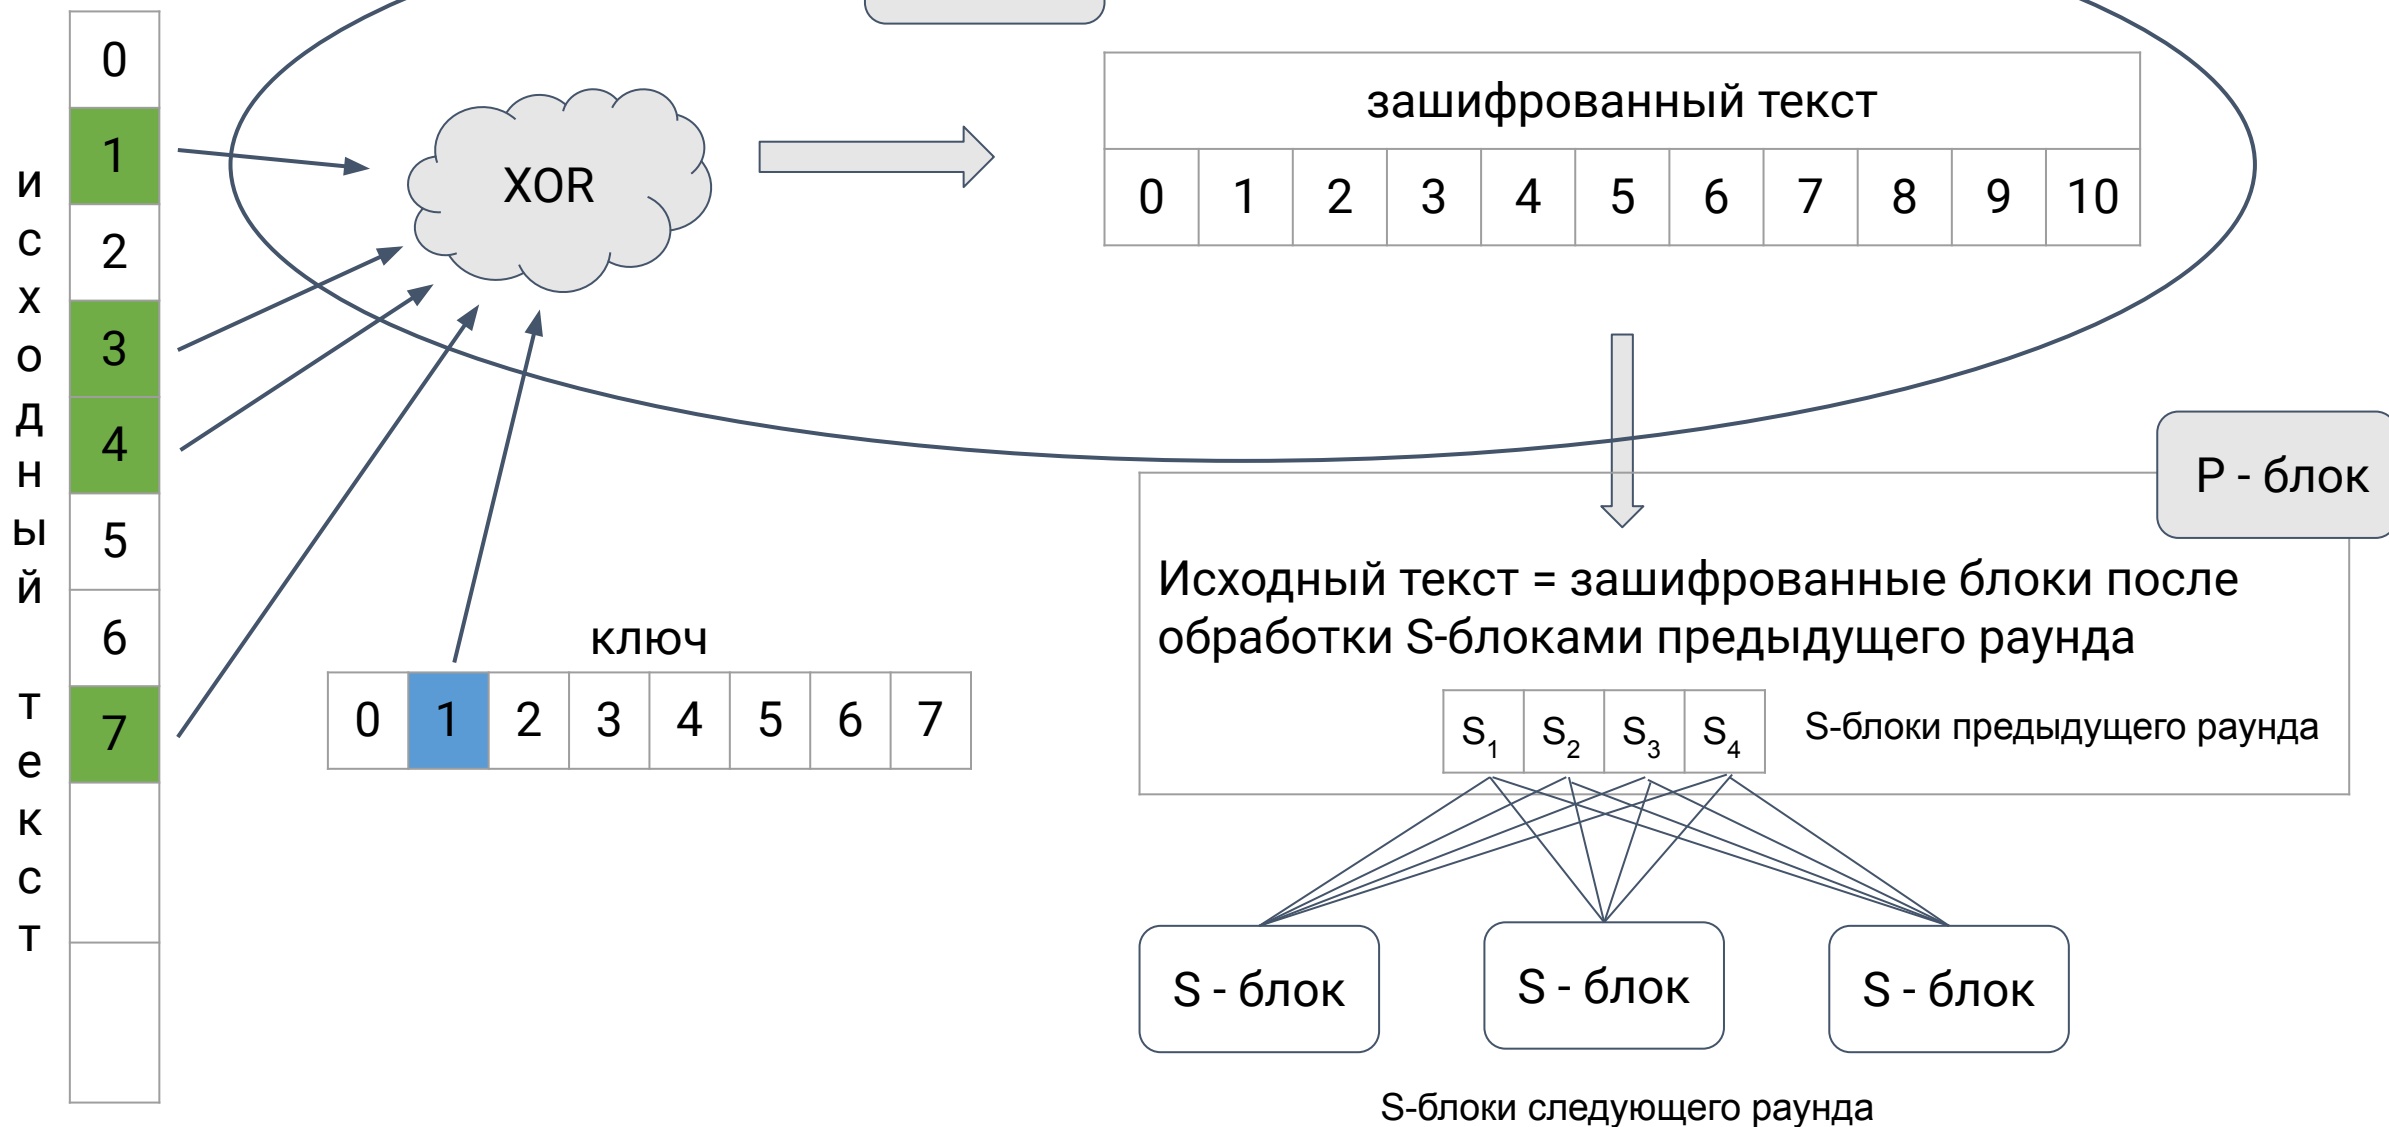 исходный текст
0
1
2
3
4
5
6
7
XOR
зашифрованный текст
0 1 2 3 4 5 6 7 8 9 10
ключ
0 1 2 3 4 5 6 7
P - блок
Исходный текст = зашифрованные блоки после
обработки S-блоками предыдущего раунда
S1 S2 S3 S4 S-блоки предыдущего раунда
S - блок S - блок S - блок
S-блоки следующего раунда